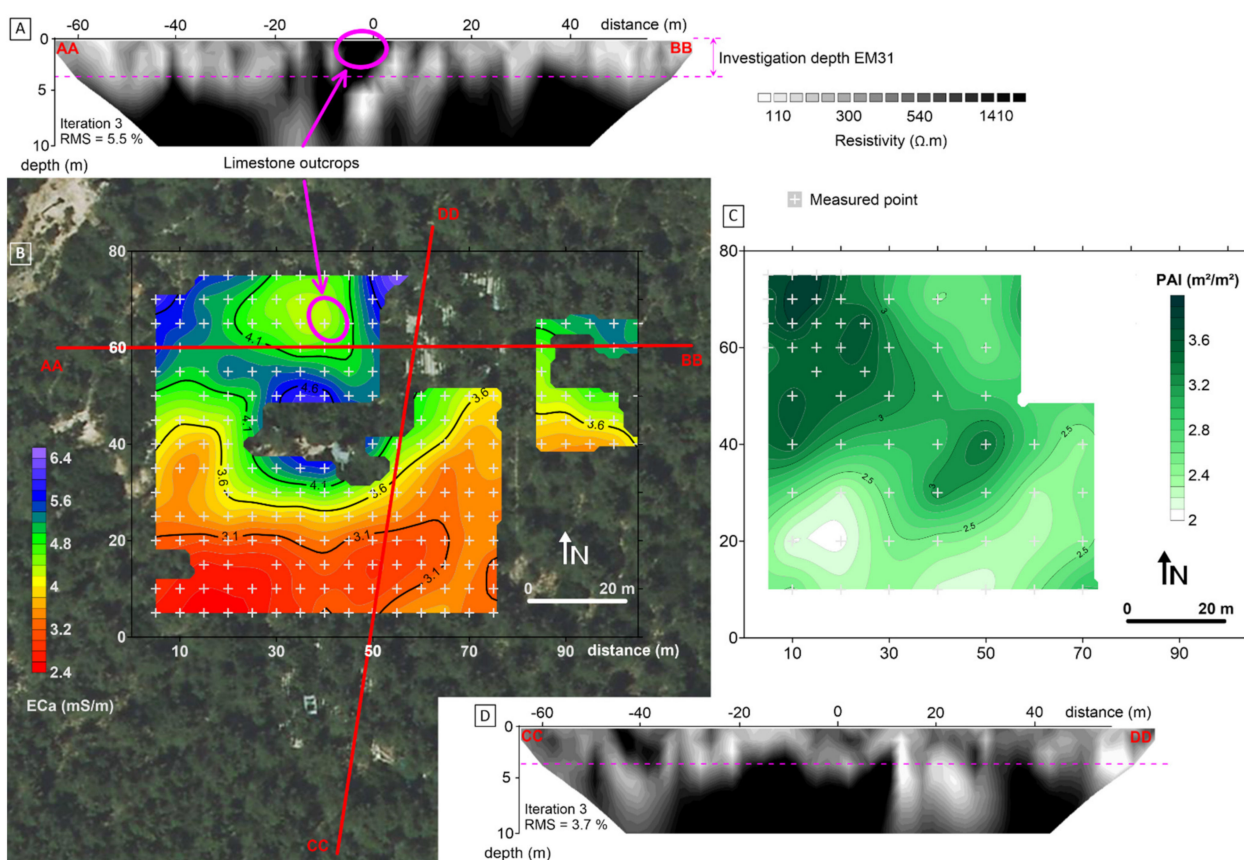 A
-60 -40 -20 0 20 40 distance (m)
0
5
10
depth (m)
AA
BB
Iteration 3
RMS = 5.5 %
Investigation depth EM31
110 300 540 1410
Resistivity (Ω.m)
Limestone outcrops
Measured point
B
80
60
40
20
0
10 30 50 70 90 distance (m)
AA
BB
CC
DD
4.1
4.6
4.1
3.6
4.1
3.6
3.6
3.1
3.1
3.1
3.6
N
0 20 m
6.4
5.6
4.8
4
3.2
2.4
ECa (mS/m)
C
80
60
40
20
0
10 30 50 70 90
3
3
3
2.5
2.5
2.5
PAI (m²/m²)
3.6
3.2
2.8
2.4
2
N
0 20 m
D
-60 -40 -20 0 20 40 distance (m)
0
5
10
depth (m)
CC
DD
Iteration 3
RMS = 3.7 %